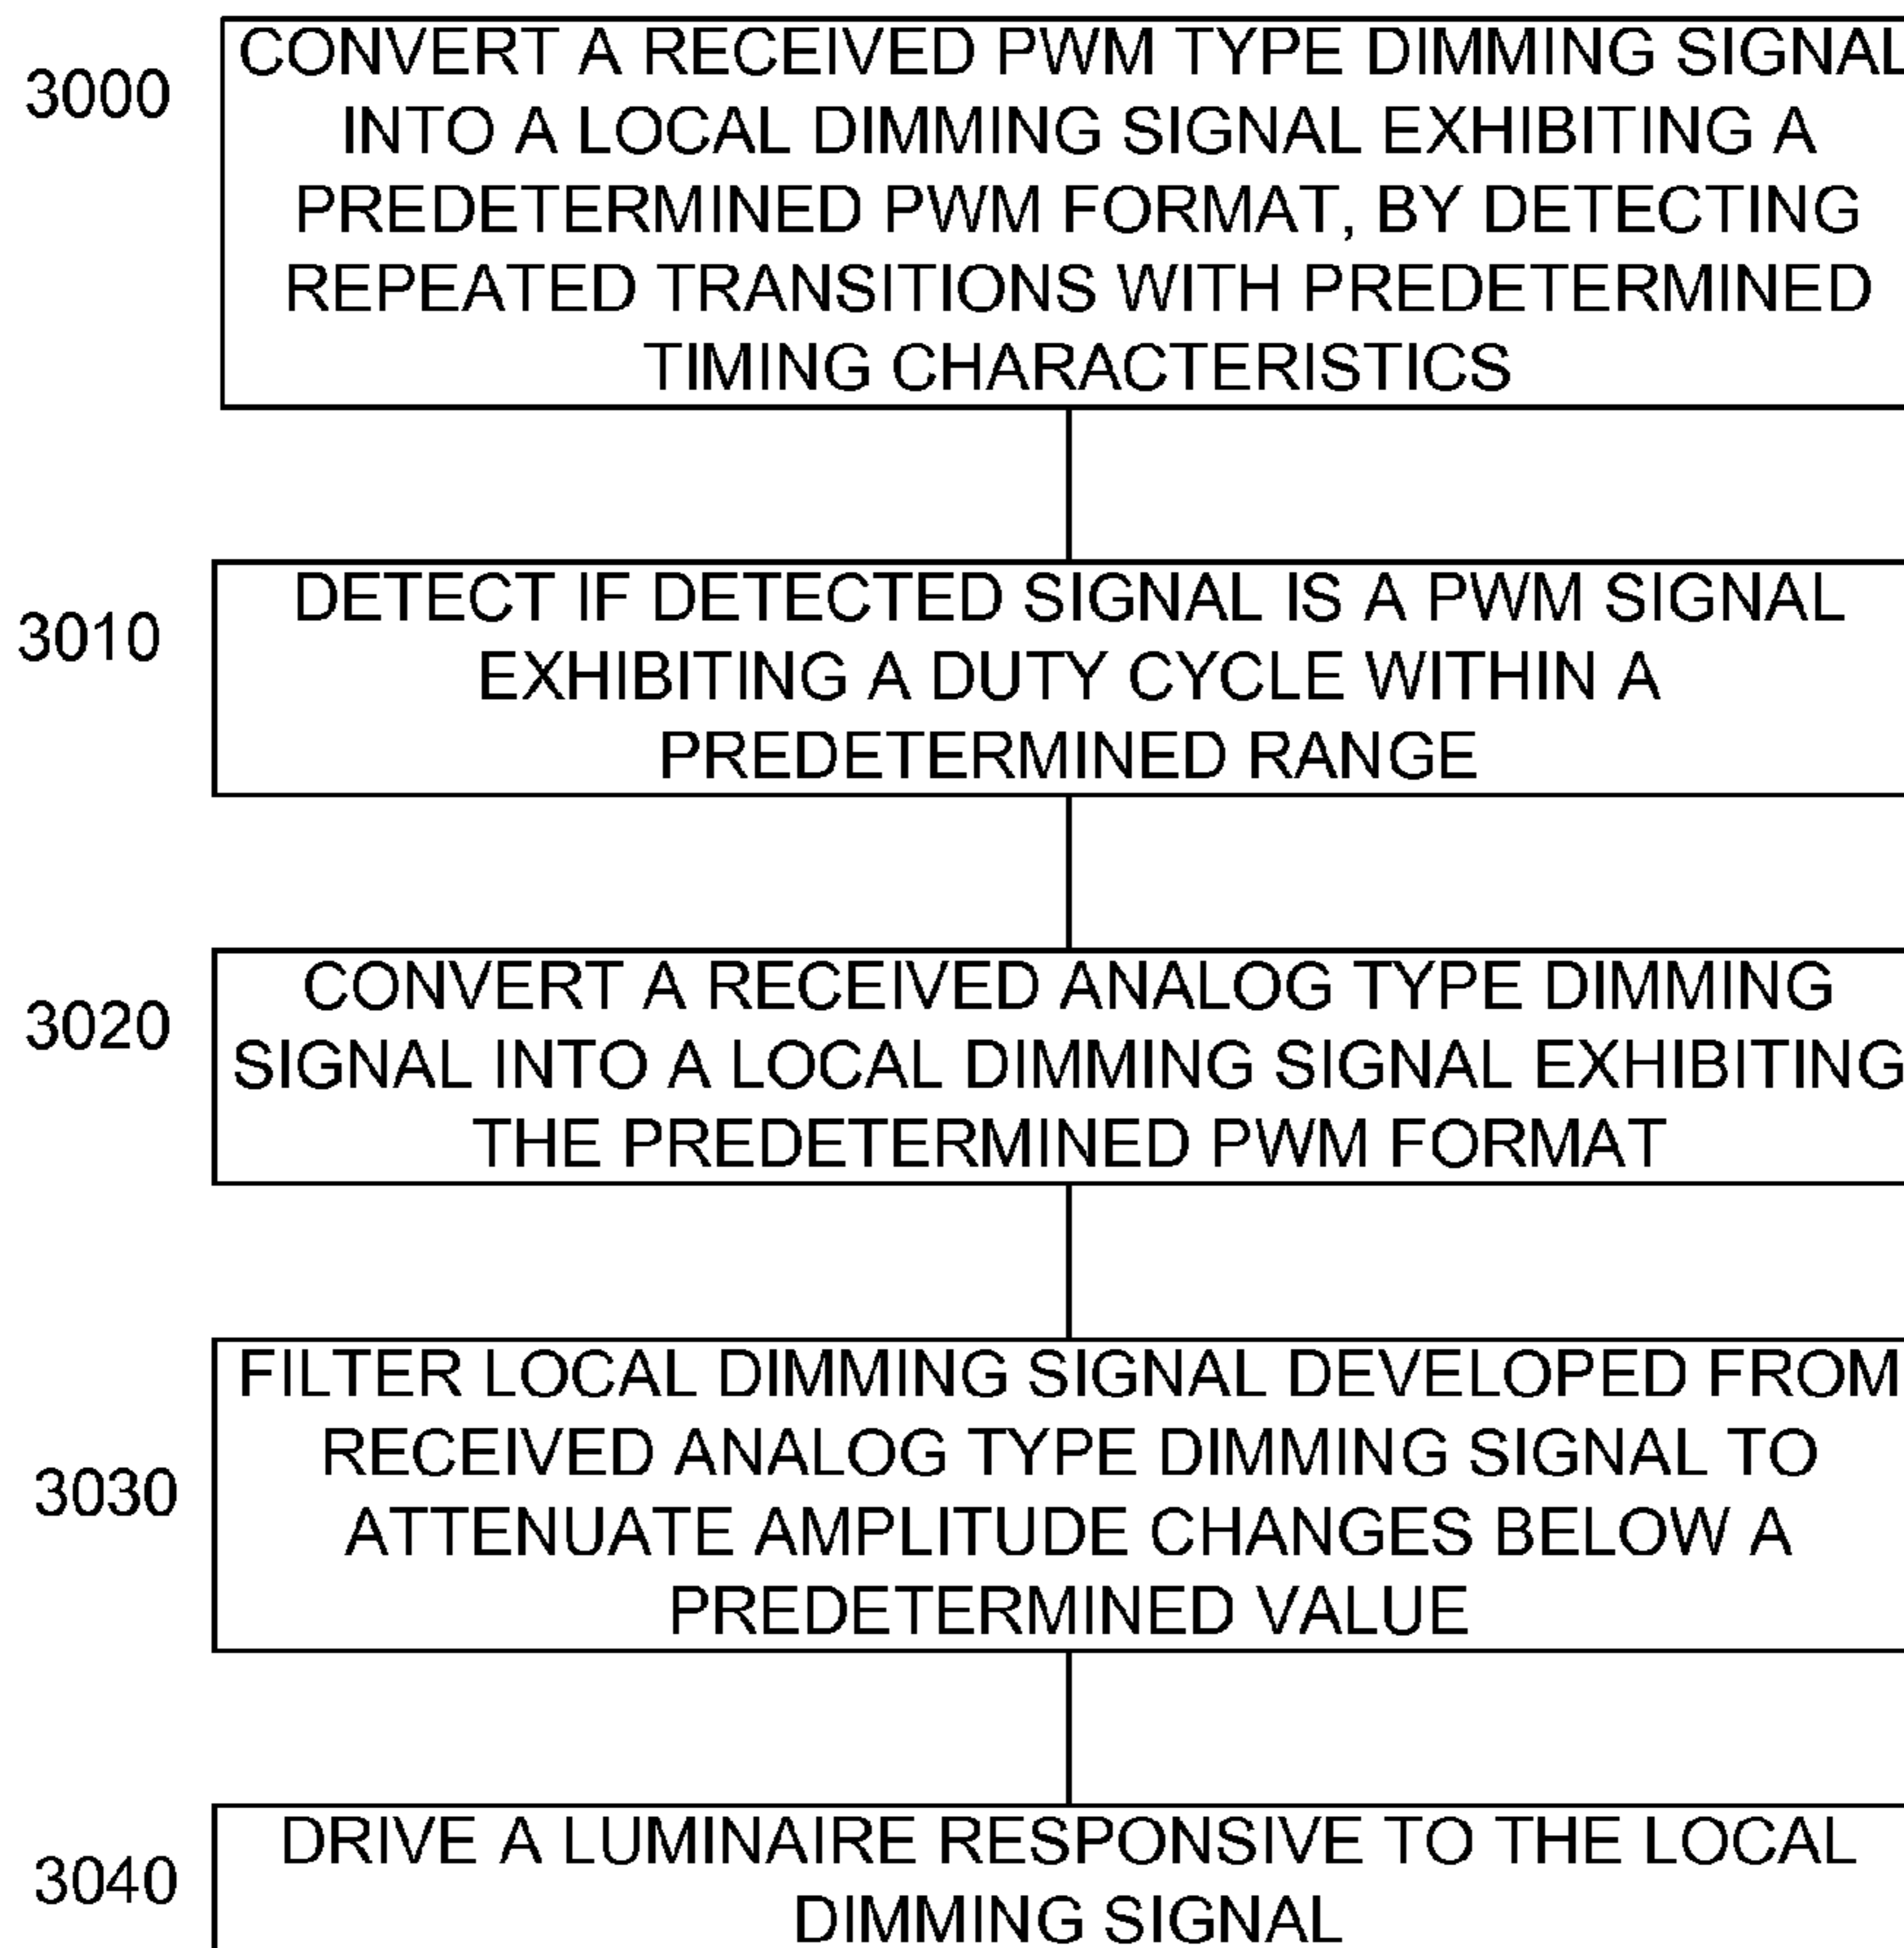 3000
CONVERT A RECEIVED PWM TYPE DIMMING SIGNAL
INTO A LOCAL DIMMING SIGNAL EXHIBITING A
PREDETERMINED PWM FORMAT, BY DETECTING
REPEATED TRANSITIONS WITH PREDETERMINED
TIMING CHARACTERISTICS
3010
DETECT IF DETECTED SIGNAL IS A PWM SIGNAL
EXHIBITING A DUTY CYCLE WITHIN A
PREDETERMINED RANGE
3020
CONVERT A RECEIVED ANALOG TYPE DIMMING
SIGNAL INTO A LOCAL DIMMING SIGNAL EXHIBITING
THE PREDETERMINED PWM FORMAT
3030
FILTER LOCAL DIMMING SIGNAL DEVELOPED FROM
RECEIVED ANALOG TYPE DIMMING SIGNAL TO
ATTENUATE AMPLITUDE CHANGES BELOW A
PREDETERMINED VALUE
3040
DRIVE A LUMINAIRE RESPONSIVE TO THE LOCAL
DIMMING SIGNAL